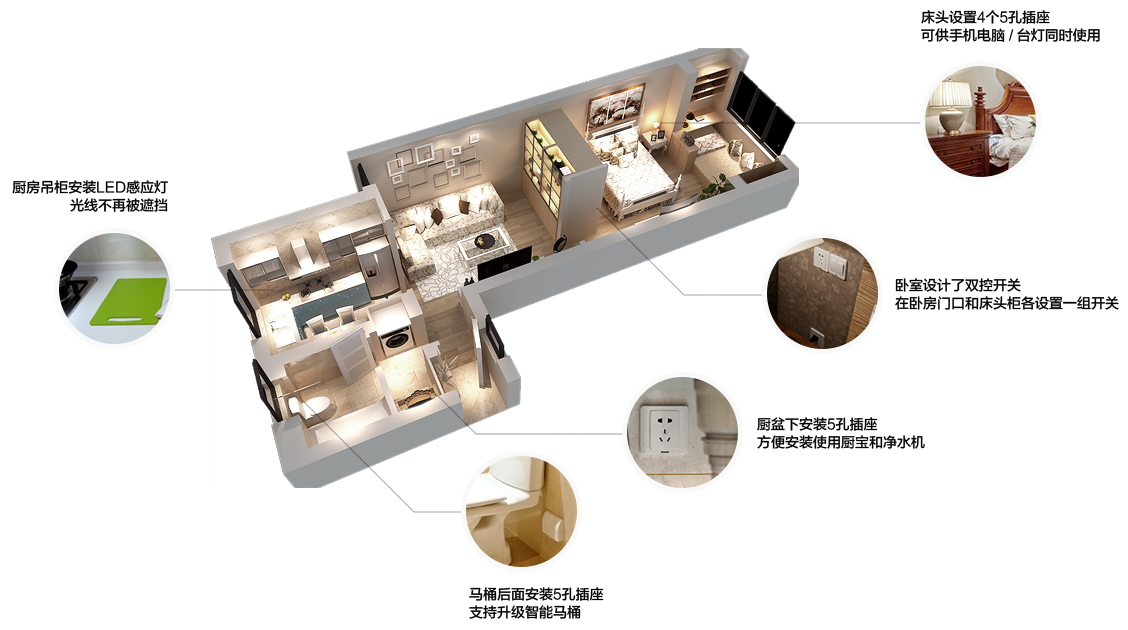 床头设置4个5孔插座
可供手机电脑 / 台灯同时使用
厨房吊柜安装LED感应灯
光线不再被遮挡
卧室设计了双控开关
在卧房门口和床头柜各设置一组开关
厨盆下安装5孔插座
方便安装使用厨宝和净水机
马桶后面安装5孔插座
支持升级智能马桶